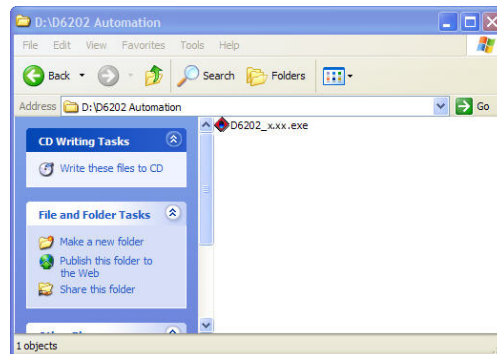 D:\D6202 Automation
File Edit View Favorites Tools Help
Back Search Folders
Address D:\D6202 Automation Go
CD Writing Tasks
Write these files to CD
File and Folder Tasks
Make a new folder
Publish this folder to
the Web
Share this folder
D6202_x.xx.exe
1 objects